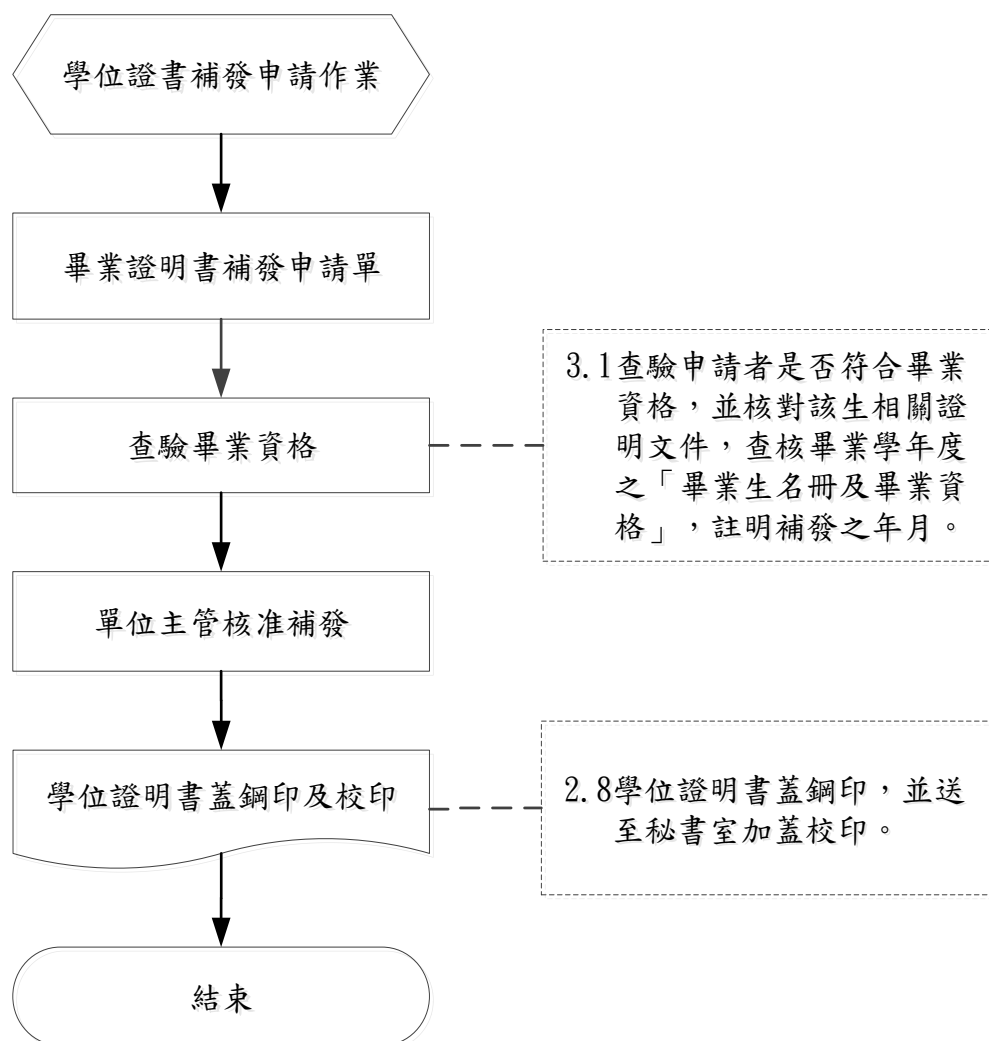 學位證書補發申請作業
畢業證明書補發申請單
查驗畢業資格
3.1查驗申請者是否符合畢業
資格，並核對該生相關證
明文件，查核畢業學年度
之「畢業生名冊及畢業資
格」，註明補發之年月。
單位主管核准補發
學位證明書蓋鋼印及校印
2.8學位證明書蓋鋼印，並送
至秘書室加蓋校印。
結束